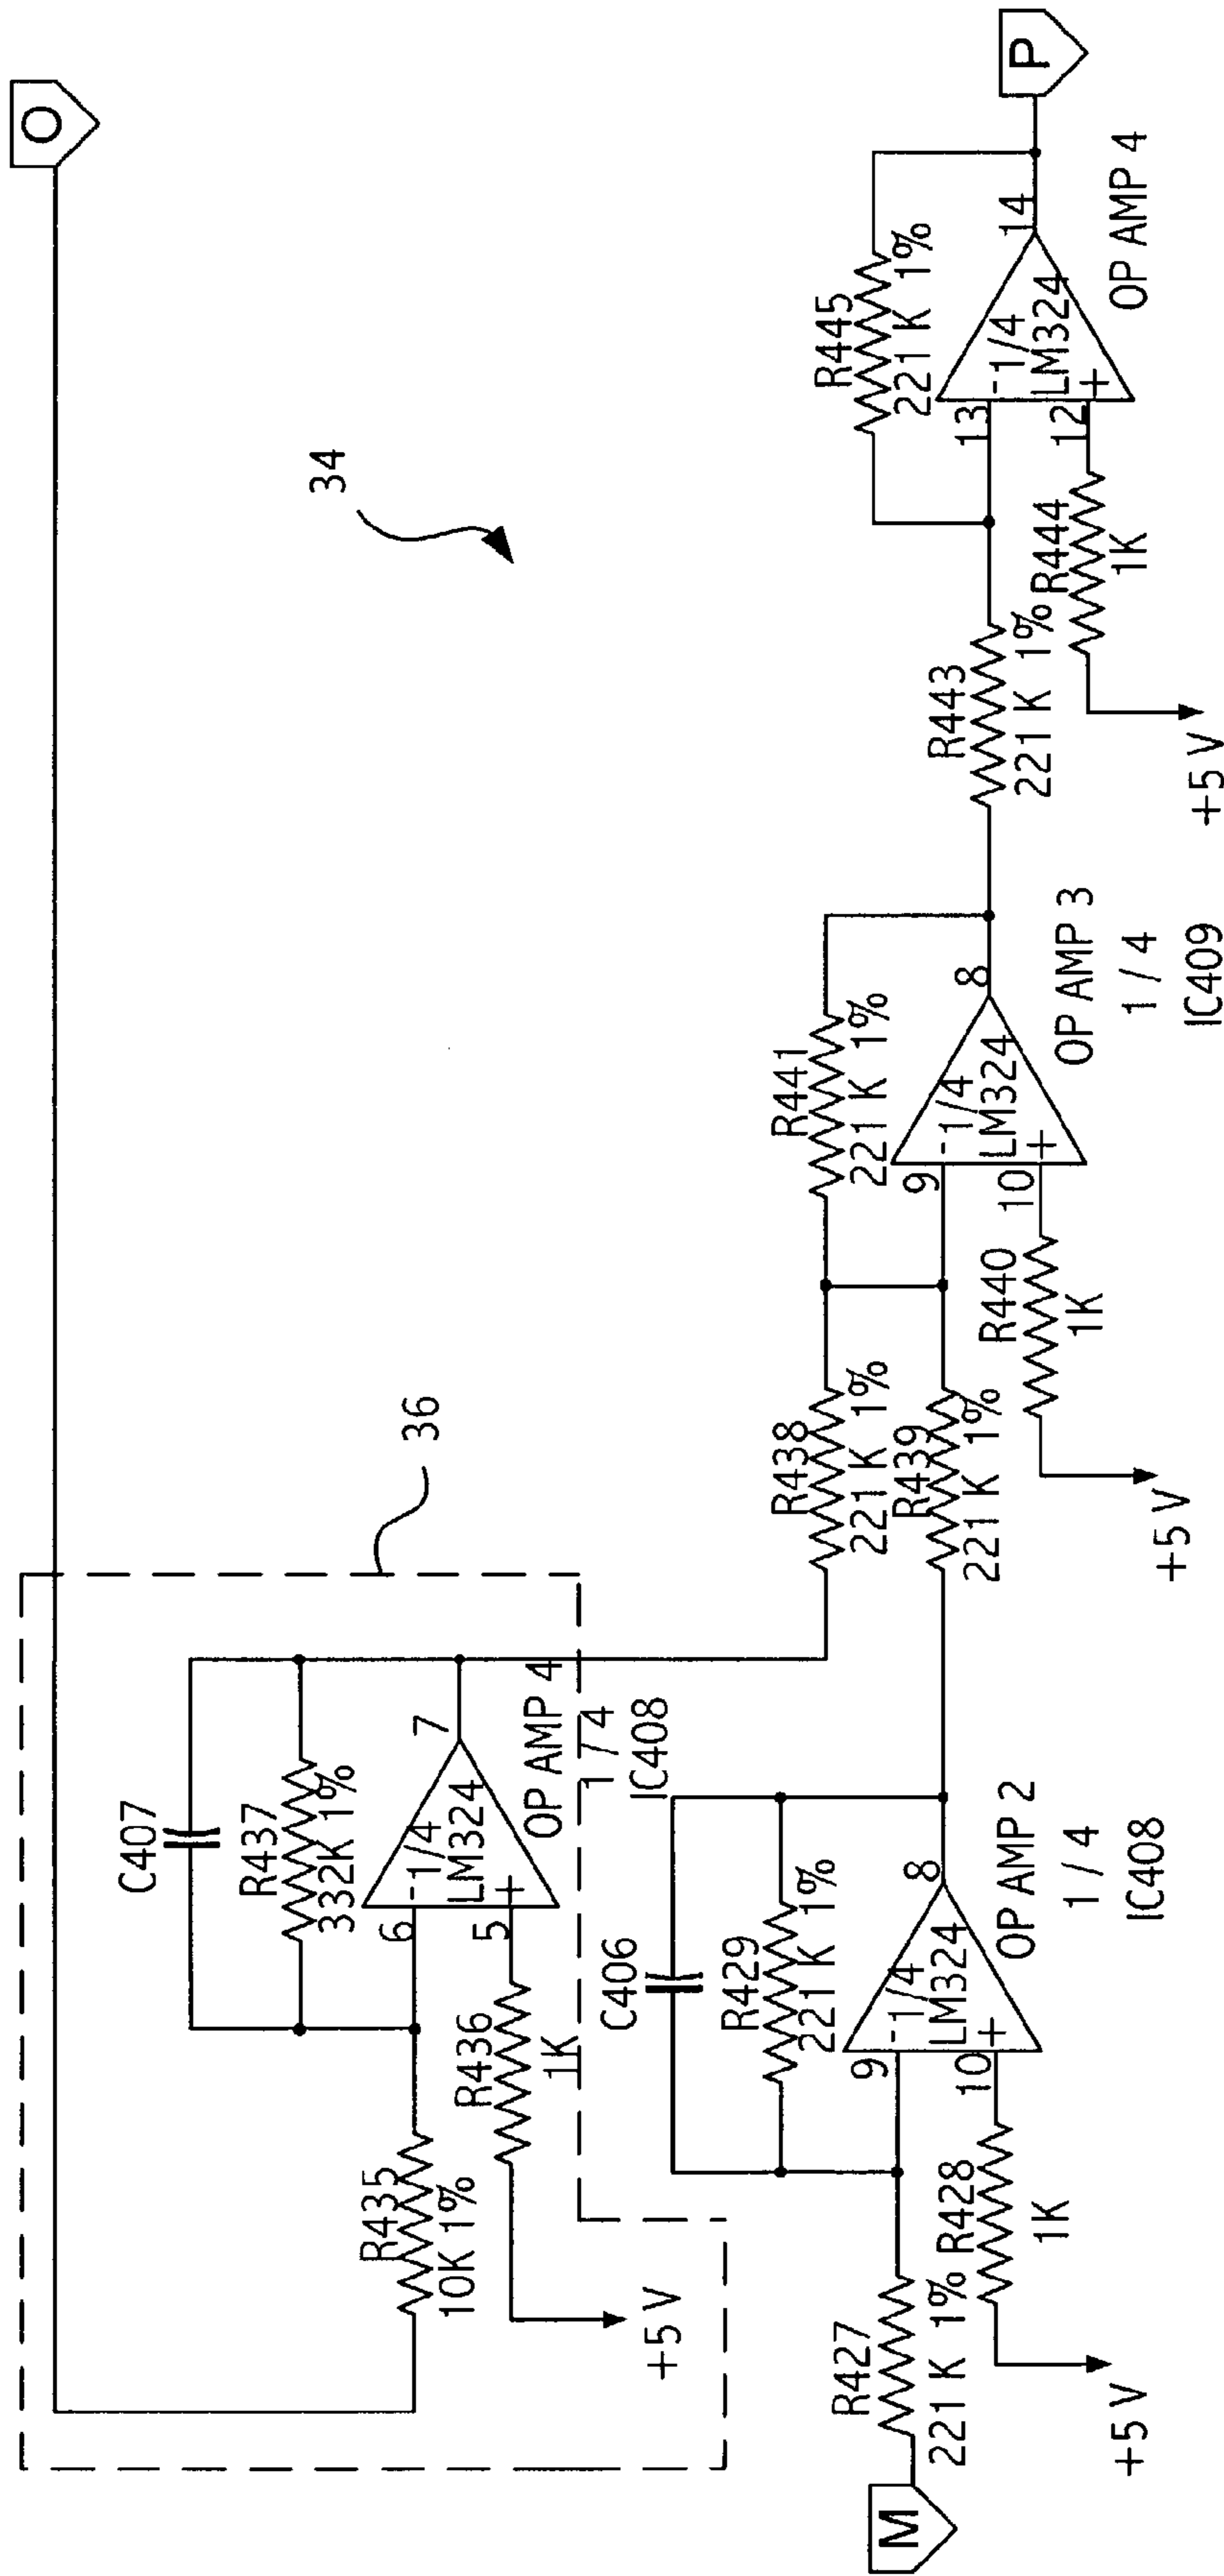 O
C407
R437
332K 1%
6
-1/4
LM324
+
5
7
OP AMP 4
1/4
IC408
R435
10K 1%
R436
1K
+5 V
36
34
M
R427
221 K 1%
R428
1K
+5 V
C406
R429
221 K 1%
9
-1/4
LM324
+
10
8
OP AMP 2
1/4
IC408
R438
221 K 1%
R439
221 K 1%
R441
221 K 1%
9
-1/4
LM324
+
10
8
OP AMP 3
1/4
IC409
R440
1K
+5 V
R443
221 K 1%
R444
1K
+5 V
R445
221 K 1%
13
-1/4
LM324
+
12
14
OP AMP 4
P